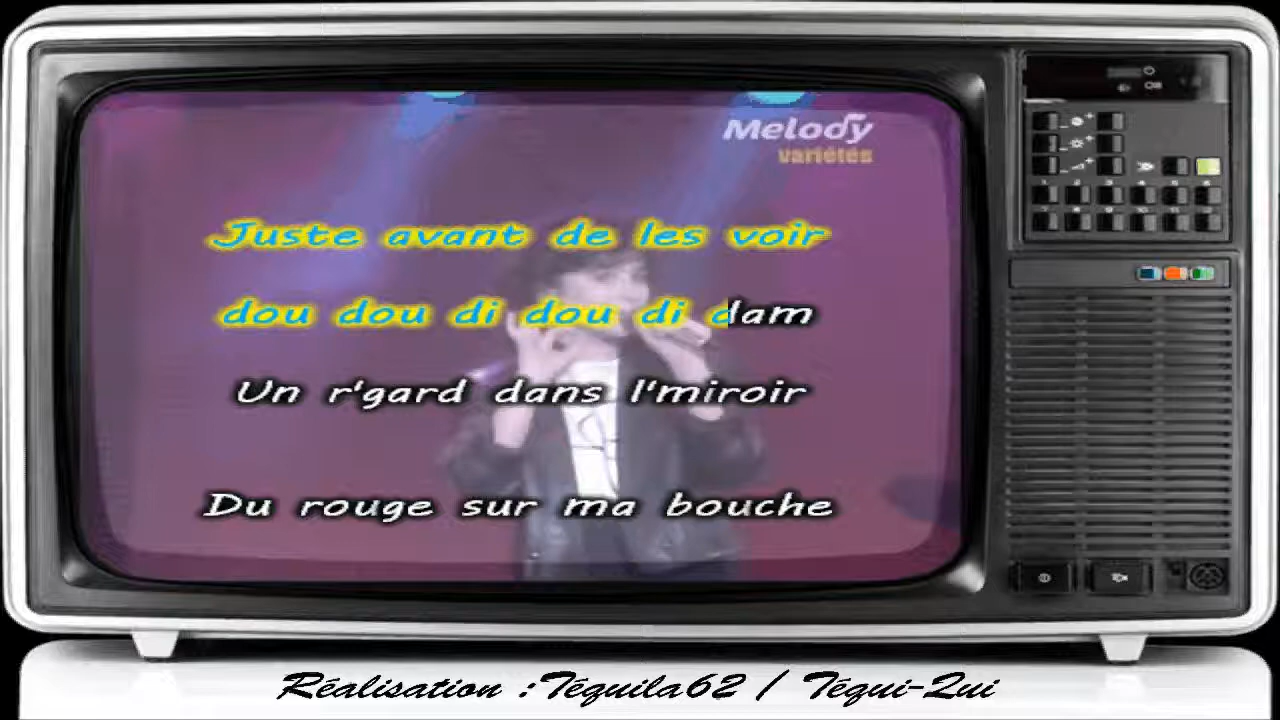 Melody
variétés
Juste avant de les voir
dou dou di dou di dam
Un r'gard dans l'miroir
Du rouge sur ma bouche
Réalisation :Téquila62 / Téqui-Qui